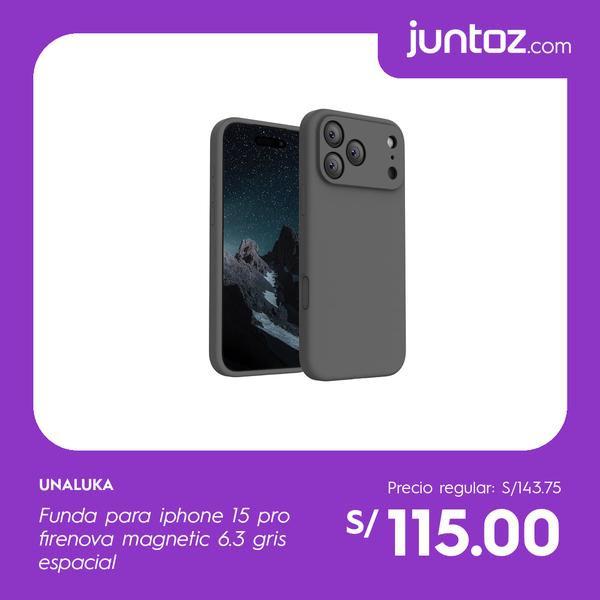 juntoz.com
UNALUKA
Funda para iphone 15 pro
firenova magnetic 6.3 gris
espacial
Precio regular: S/143.75
S/115.00